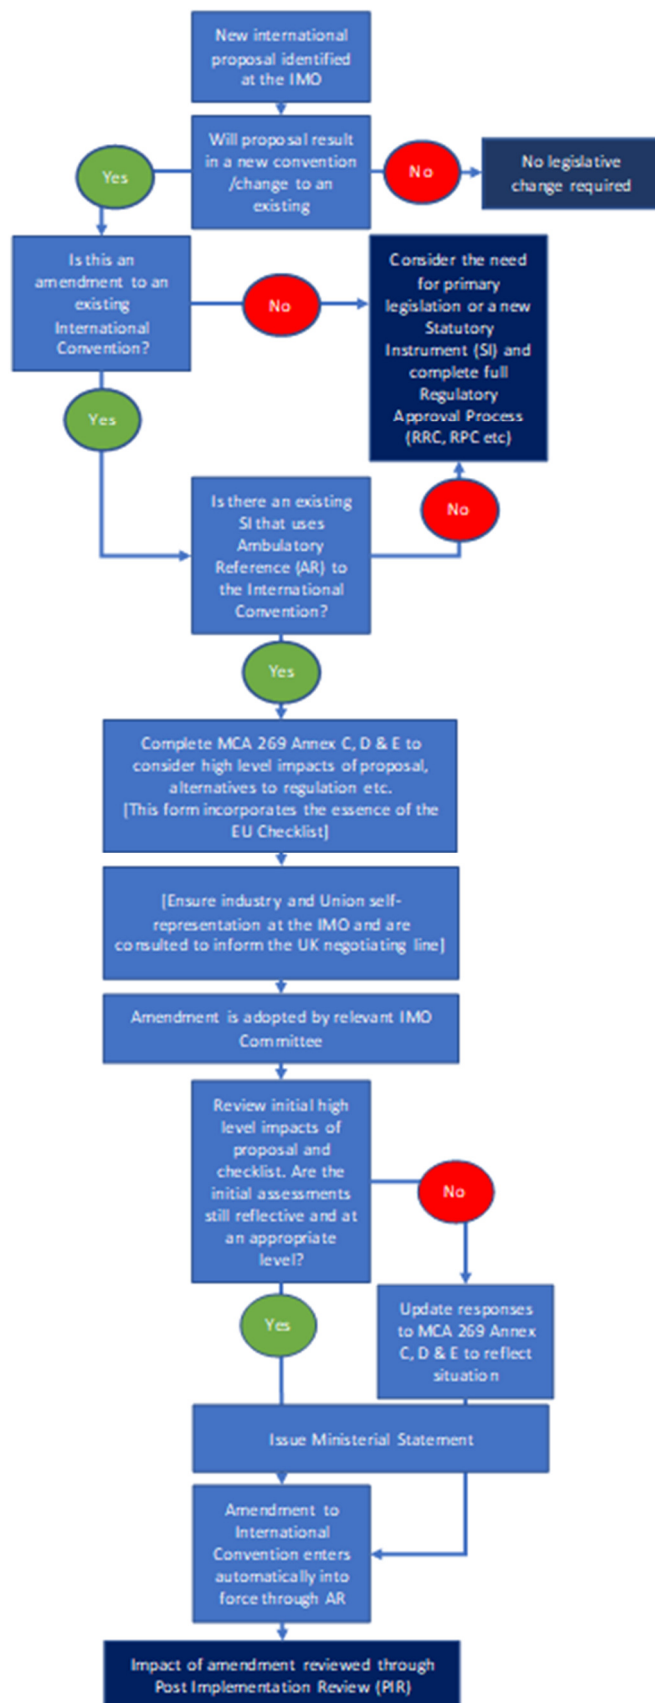 New international
proposal identified
at the IMO
Will proposal result
in a new convention
/change to an
existing
Yes
No
No legislative
change required
Is this an
amendment to an
existing
International
Convention?
No
Consider the need
for primary
legislation or a new
Statutory
Instrument (SI) and
complete full
Regulatory
Approval Process
(RRC, RPC etc)
Yes
Is there an existing
SI that uses
Ambulatory
Reference (AR) to
the International
Convention?
No
Yes
Complete MCA 269 Annex C, D & E to
consider high level impacts of proposal,
alternatives to regulation etc.
[This form incorporates the essence of the
EU Checklist]
[Ensure industry and Union self-
representation at the IMO and are
consulted to inform the UK negotiating line]
Amendment is adopted by relevant IMO
Committee
Review initial high
level impacts of
proposal and
checklist. Are the
initial assessments
still reflective and at
an appropriate
level?
No
Yes
Update responses
to MCA 269 Annex
C, D & E to reflect
situation
Issue Ministerial Statement
Amendment to
International
Convention enters
automatically into
force through AR
Impact of amendment reviewed through
Post Implementation Review (PIR)